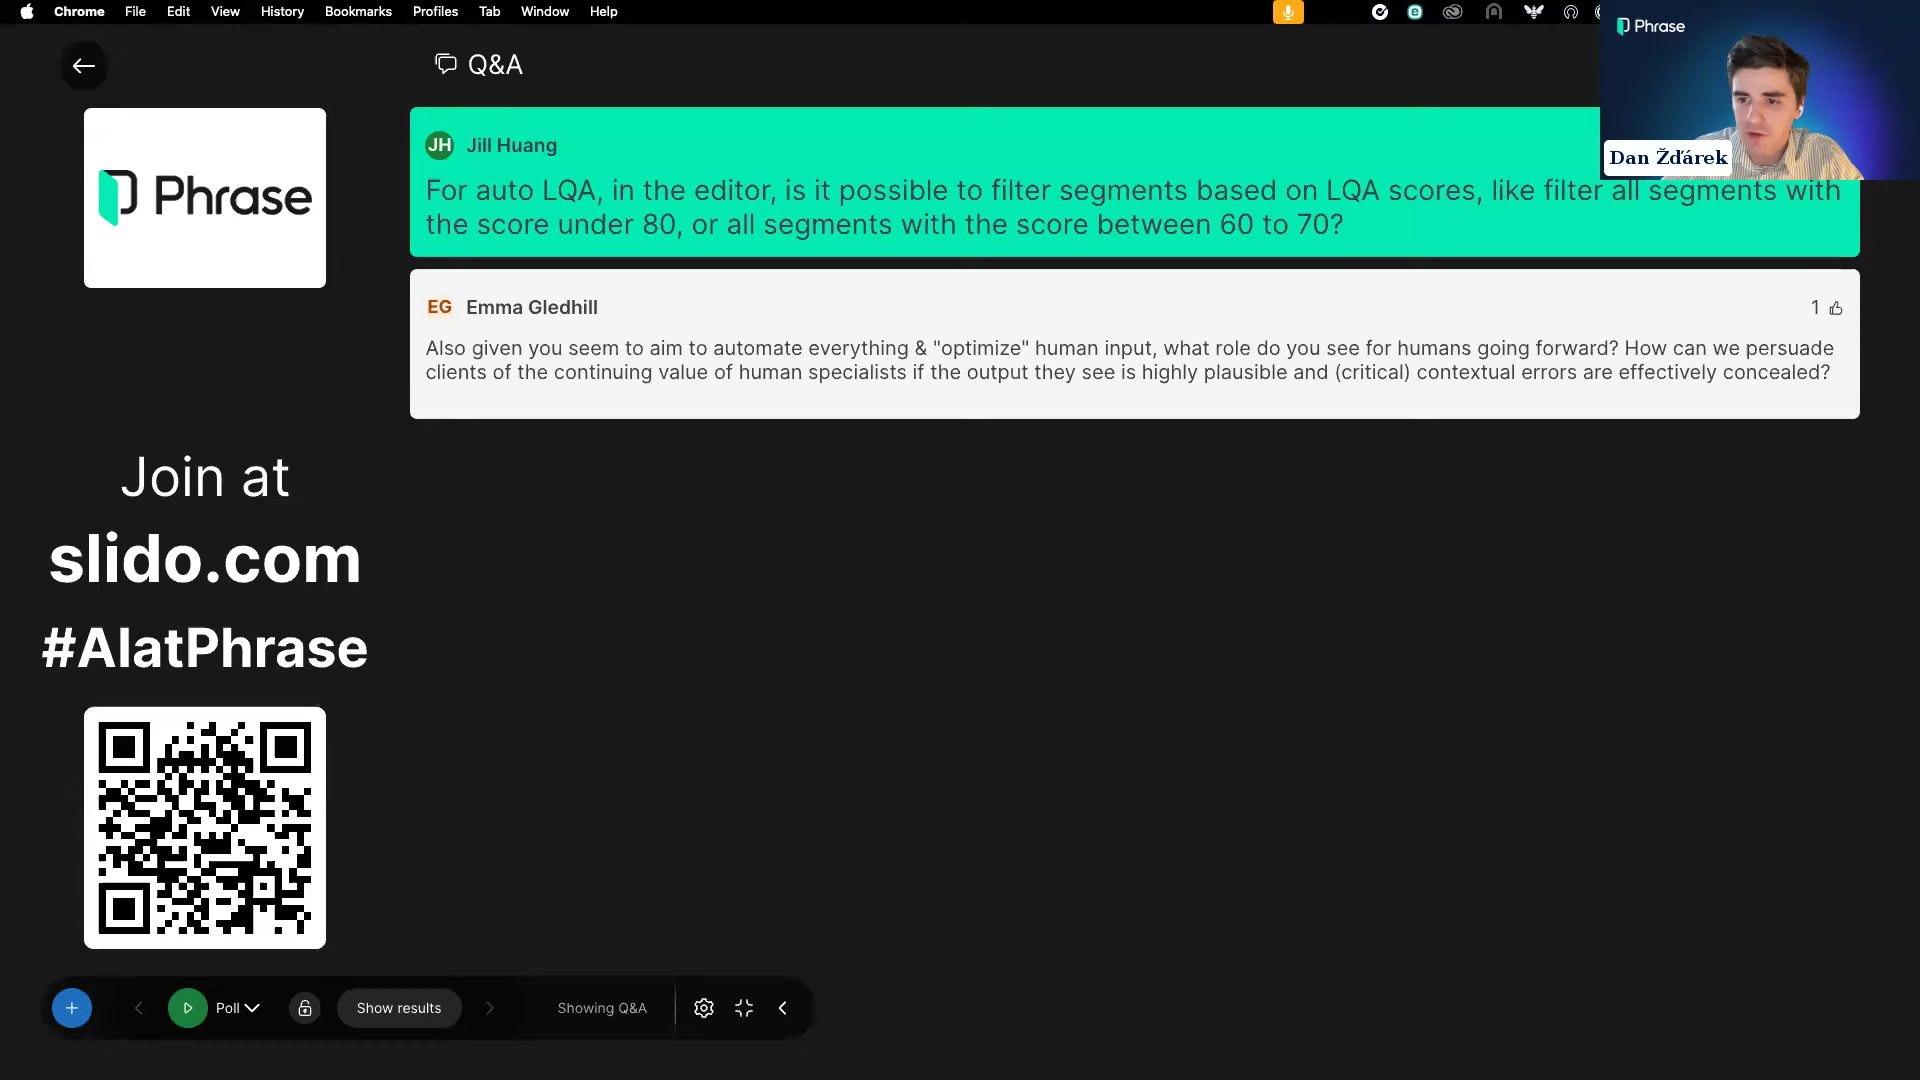 Chrome File Edit View History Bookmarks Profiles Tab Window Help
Phrase
Q&A
Dan Žďárek
JH Jill Huang
For auto LQA, in the editor, is it possible to filter segments based on LQA scores, like filter all segments with
the score under 80, or all segments with the score between 60 to 70?
Phrase
EG Emma Gledhill
1
Also given you seem to aim to automate everything & "optimize" human input, what role do you see for humans going forward? How can we persuade
clients of the continuing value of human specialists if the output they see is highly plausible and (critical) contextual errors are effectively concealed?
Join at
slido.com
#AIatPhrase
Poll Show results Showing Q&A